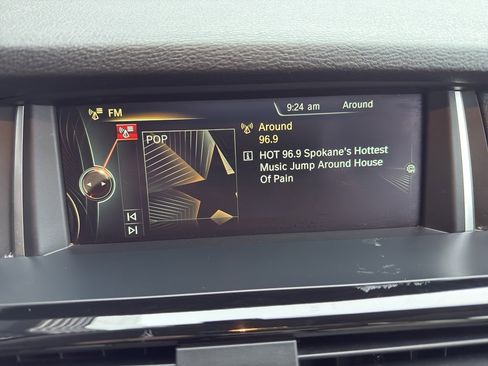 FM
9:24 am Around
POP
Around
96.9
HOT 96.9 Spokane's Hottest
Music Jump Around House
Of Pain